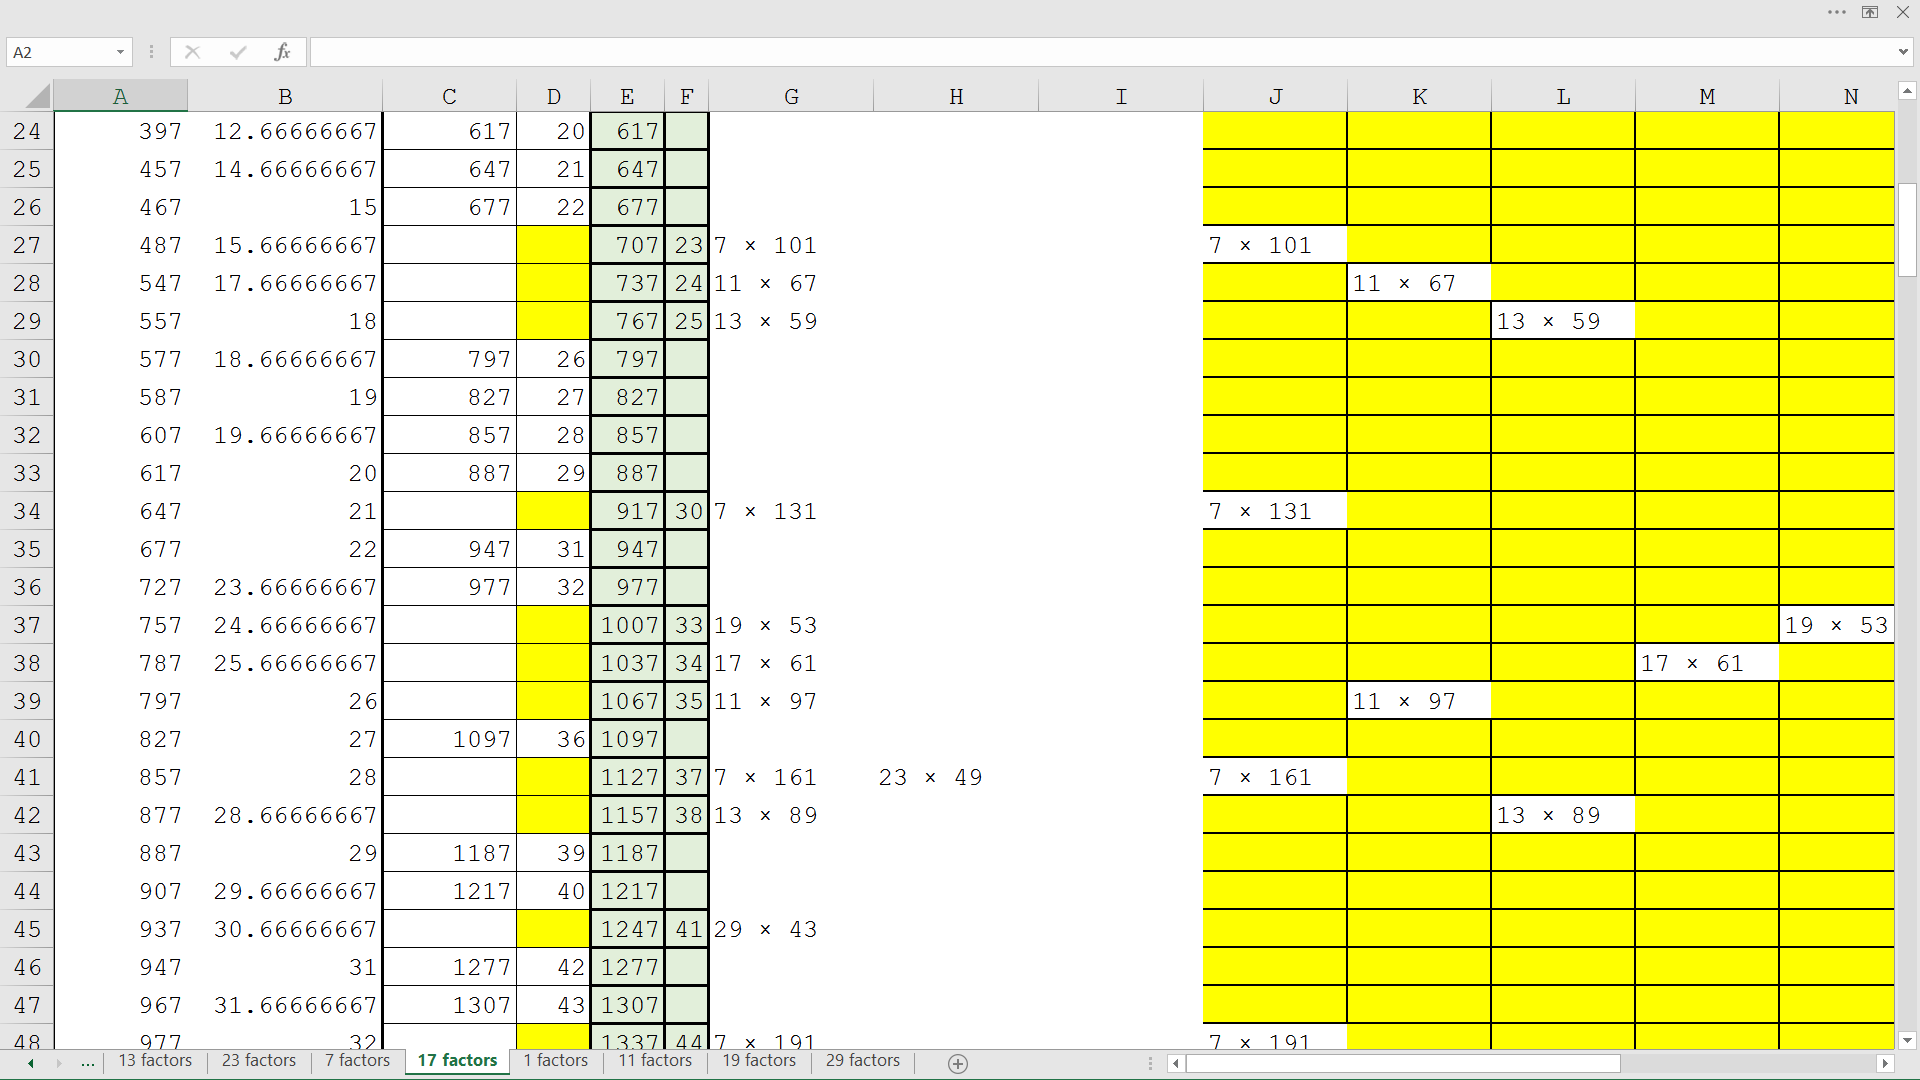 A2
fx
A B C D E F G H I J K L M N
24 397 12.66666667 617 20 617
25 457 14.66666667 647 21 647
26 467 15 677 22 677
27 487 15.66666667 707 23 7 × 101 7 × 101
28 547 17.66666667 737 24 11 × 67 11 × 67
29 557 18 767 25 13 × 59 13 × 59
30 577 18.66666667 797 26 797
31 587 19 827 27 827
32 607 19.66666667 857 28 857
33 617 20 887 29 887
34 647 21 917 30 7 × 131 7 × 131
35 677 22 947 31 947
36 727 23.66666667 977 32 977
37 757 24.66666667 1007 33 19 × 53 19 × 53
38 787 25.66666667 1037 34 17 × 61 17 × 61
39 797 26 1067 35 11 × 97 11 × 97
40 827 27 1097 36 1097
41 857 28 1127 37 7 × 161 23 × 49 7 × 161
42 877 28.66666667 1157 38 13 × 89 13 × 89
43 887 29 1187 39 1187
44 907 29.66666667 1217 40 1217
45 937 30.66666667 1247 41 29 × 43
46 947 31 1277 42 1277
47 967 31.66666667 1307 43 1307
48 977 32 1337 44 7 × 191 7 × 191
... 13 factors 23 factors 7 factors 17 factors 1 factors 11 factors 19 factors 29 factors